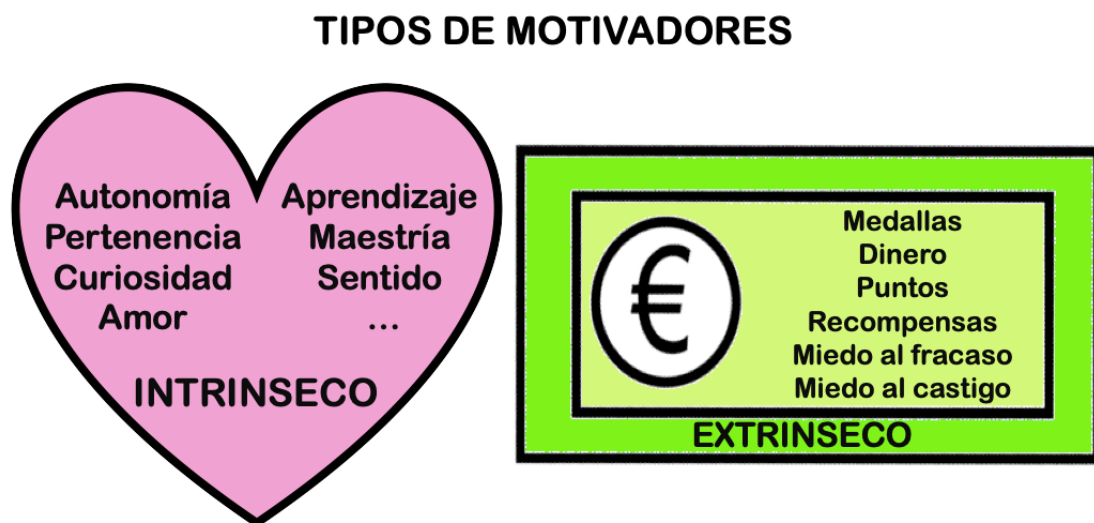 TIPOS DE MOTIVADORES
Autonomía
Pertenencia
Curiosidad
Amor
Aprendizaje
Maestría
Sentido
...
INTRINSECO
€
Medallas
Dinero
Puntos
Recompensas
Miedo al fracaso
Miedo al castigo
EXTRINSECO